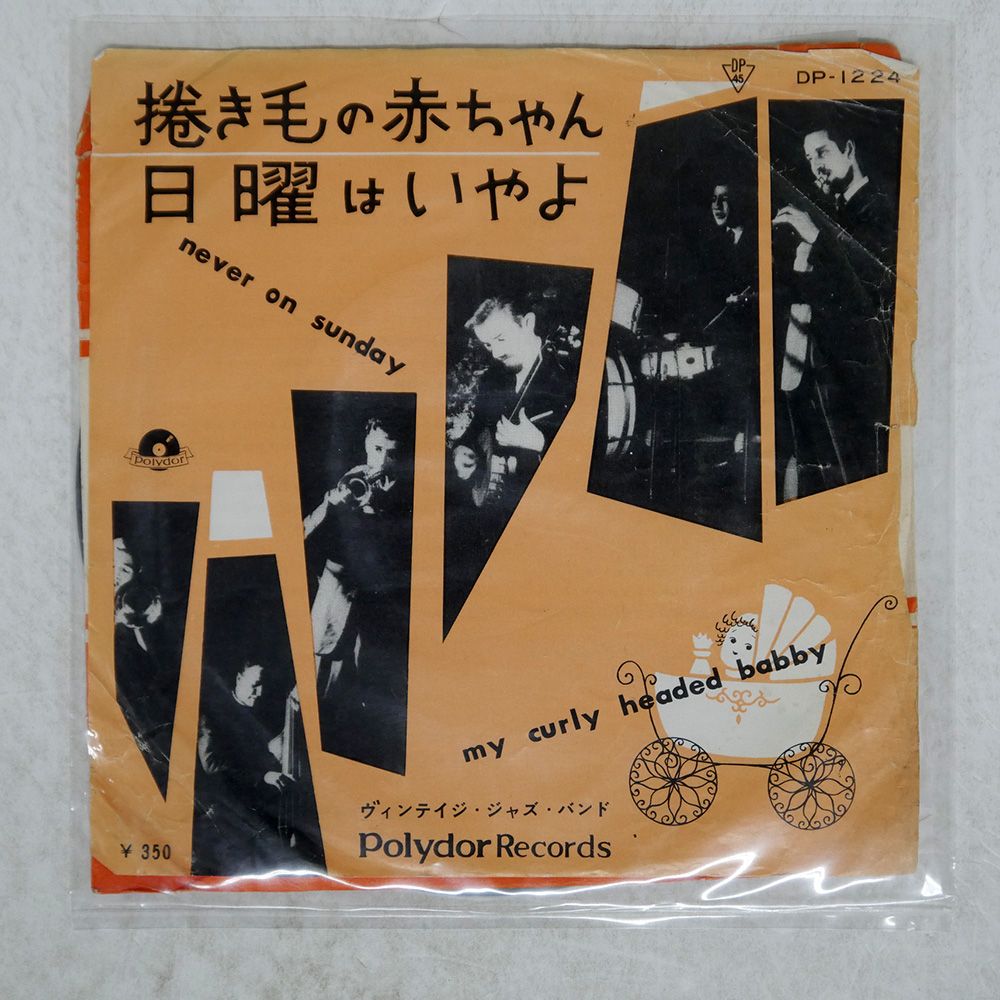 捲き毛の赤ちゃん
日曜はいやよ
never on sunday
DP
45
DP-1224
polydor
my curly headed babby
ヴィンテイジ・ジャズ・バンド
Polydor Records
¥ 350